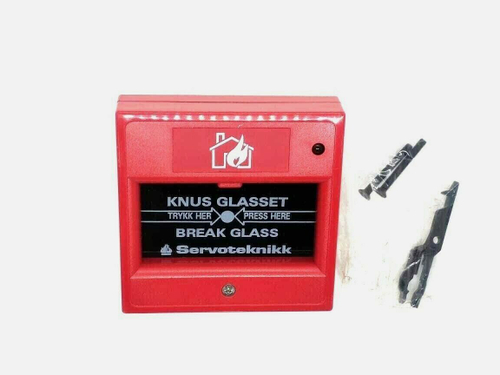 KNUS GLASSET
TRYKK HER PRESS HERE
BREAK GLASS
Servoteknikk